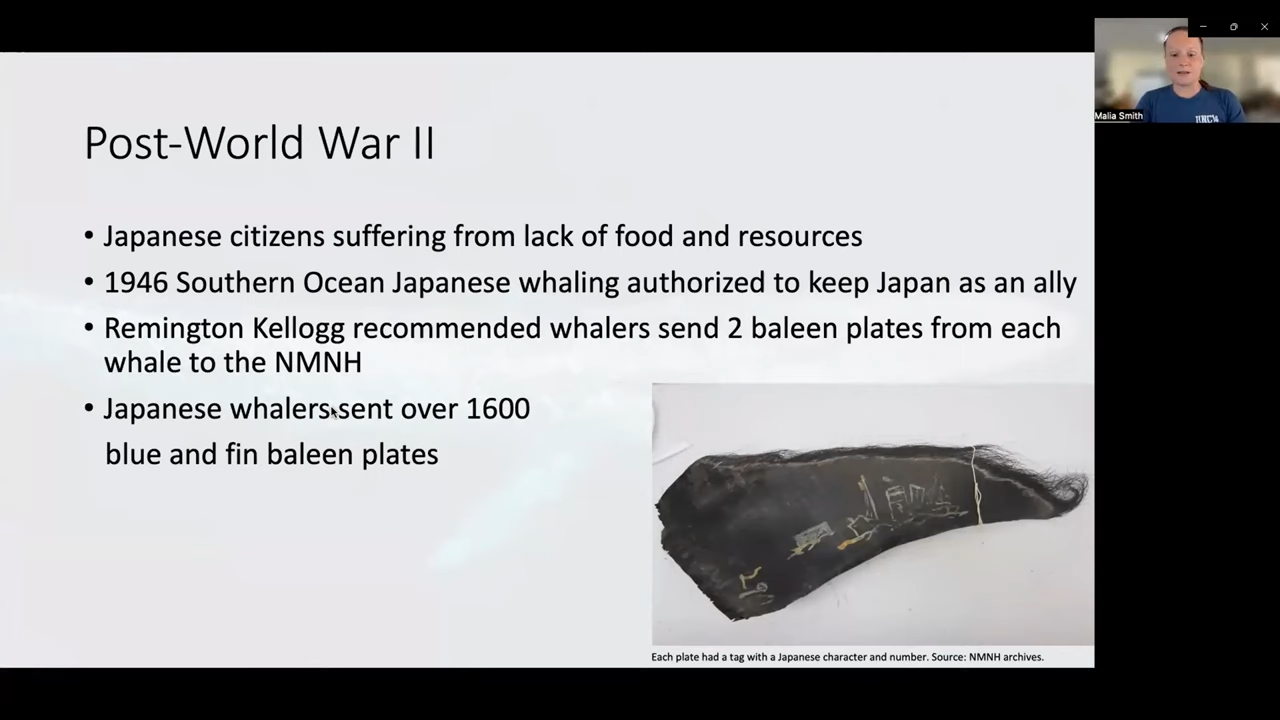 Post-World War II
• Japanese citizens suffering from lack of food and resources
• 1946 Southern Ocean Japanese whaling authorized to keep Japan as an ally
• Remington Kellogg recommended whalers send 2 baleen plates from each
whale to the NMNH
• Japanese whalers sent over 1600
blue and fin baleen plates
Each plate had a tag with a Japanese character and number. Source: NMNH archives.
Malia Smith